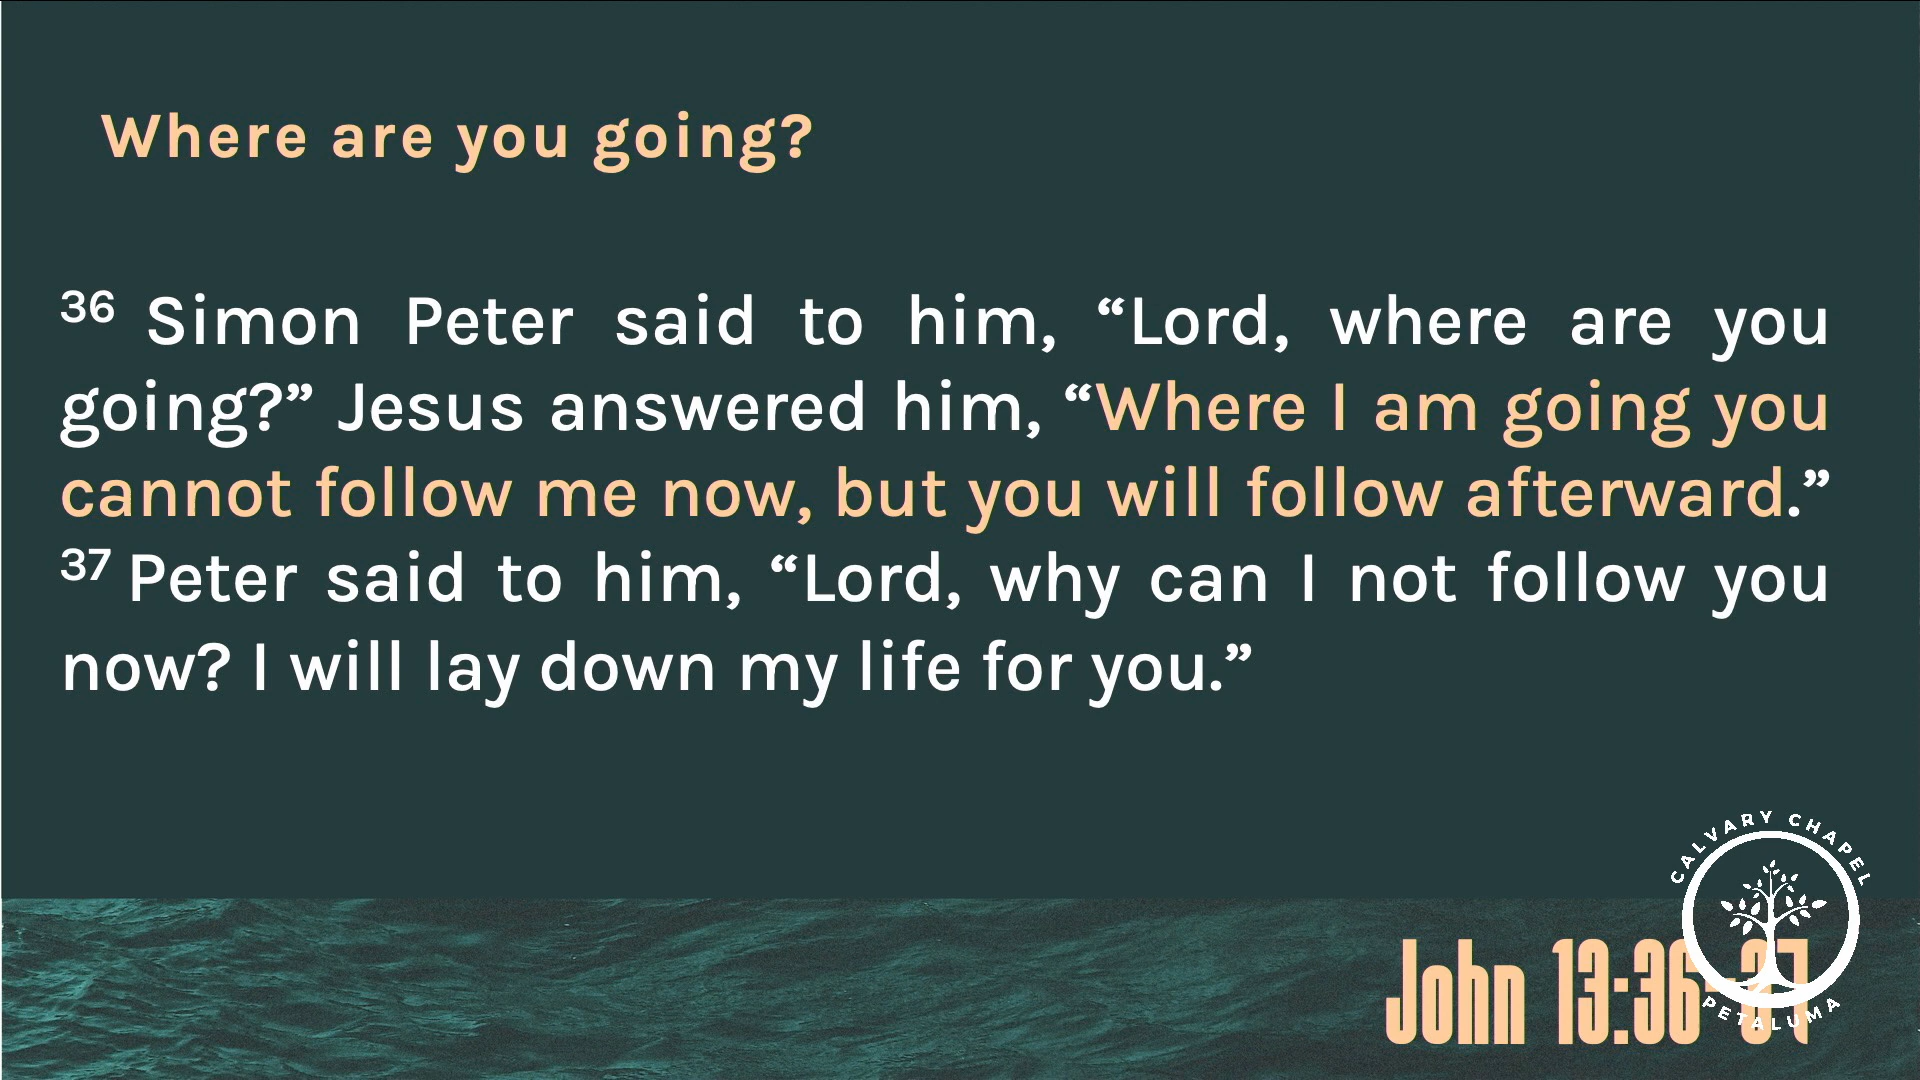 Where are you going?
36 Simon Peter said to him, “Lord, where are you
going?” Jesus answered him, “Where I am going you
cannot follow me now, but you will follow afterward.”
37 Peter said to him, “Lord, why can I not follow you
now? I will lay down my life for you.”
CALVARY CHAPEL
John 13:36-37
PETALUMA